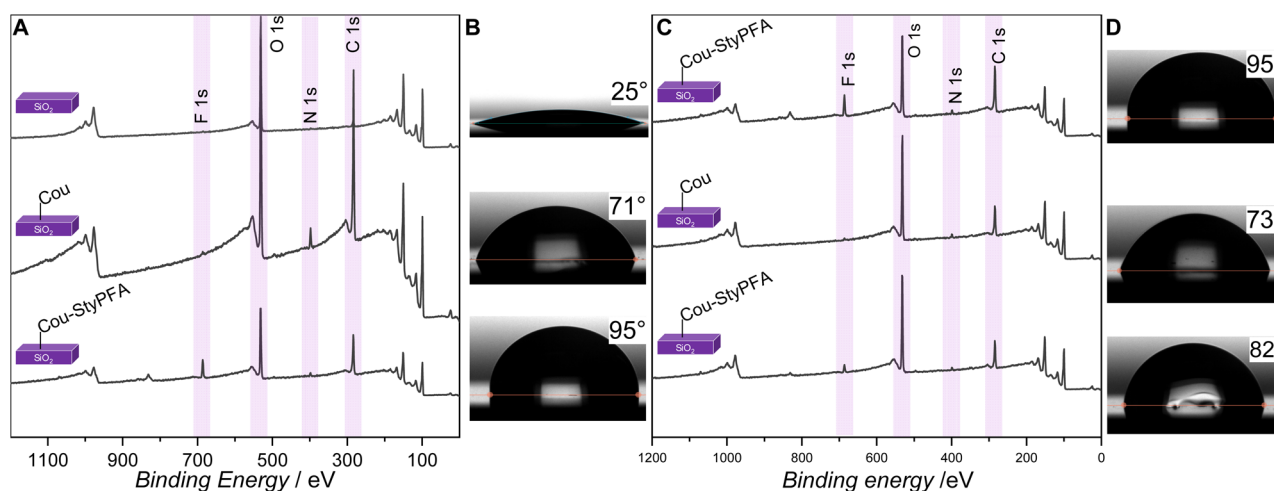 A
B
C
D
F 1s
O 1s
N 1s
C 1s
SiO₂
Cou
SiO₂
Cou-StyPFA
SiO₂
1100
900
700
500
300
100
Binding Energy / eV
25°
71°
95°
Cou-StyPFA
SiO₂
F 1s
O 1s
N 1s
C 1s
Cou
SiO₂
Cou-StyPFA
SiO₂
1200
1000
800
600
400
200
0
Binding energy /eV
95
73
82